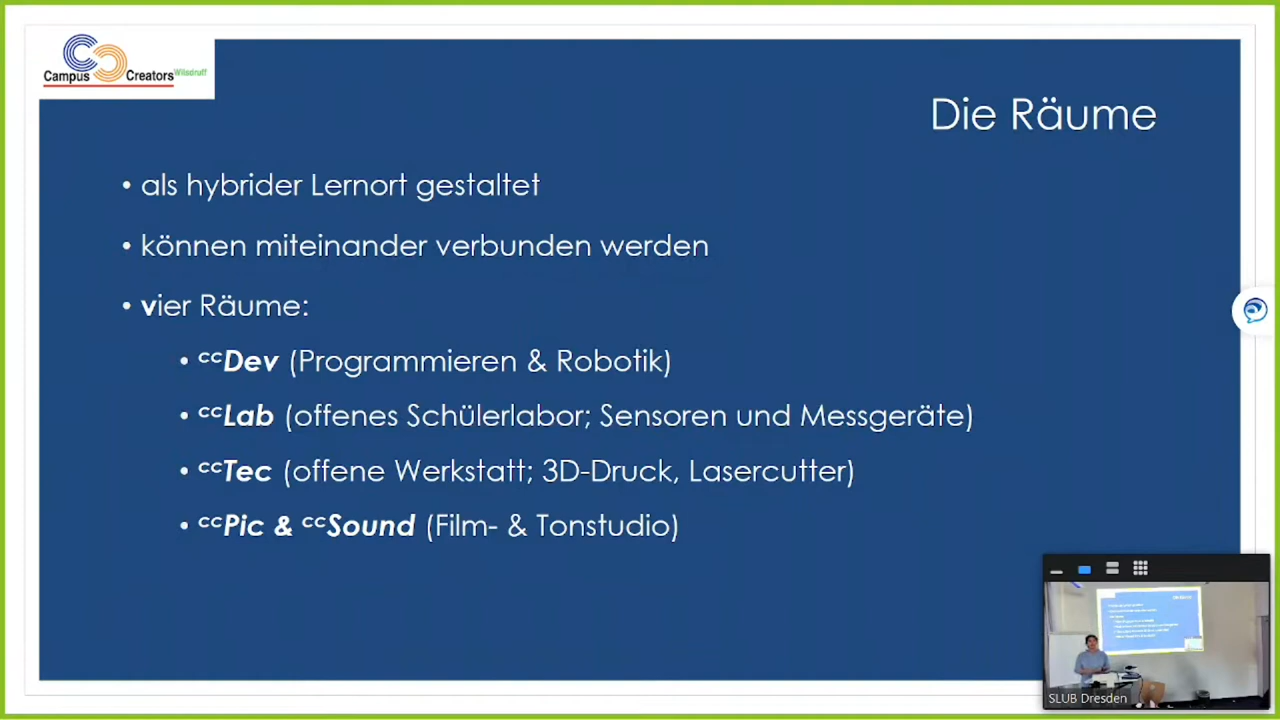 Campus Creators Wilsdruff
Die Räume
• als hybrider Lernort gestaltet
• können miteinander verbunden werden
• vier Räume:
• ccDev (Programmieren & Robotik)
• ccLab (offenes Schülerlabor; Sensoren und Messgeräte)
• ccTec (offene Werkstatt; 3D-Druck, Lasercutter)
• ccPic & ccSound (Film- & Tonstudio)
SLUB Dresden